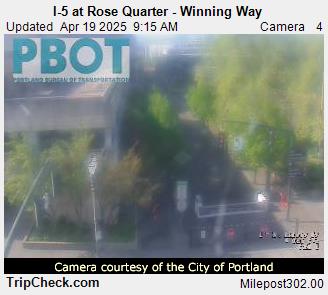 I-5 at Rose Quarter - Winning Way
Updated Apr 19 2025 9:15 AM Camera 4
PBOT
PORTLAND BUREAU OF TRANSPORTATION
Camera courtesy of the City of Portland
TripCheck.com Milepost302.00